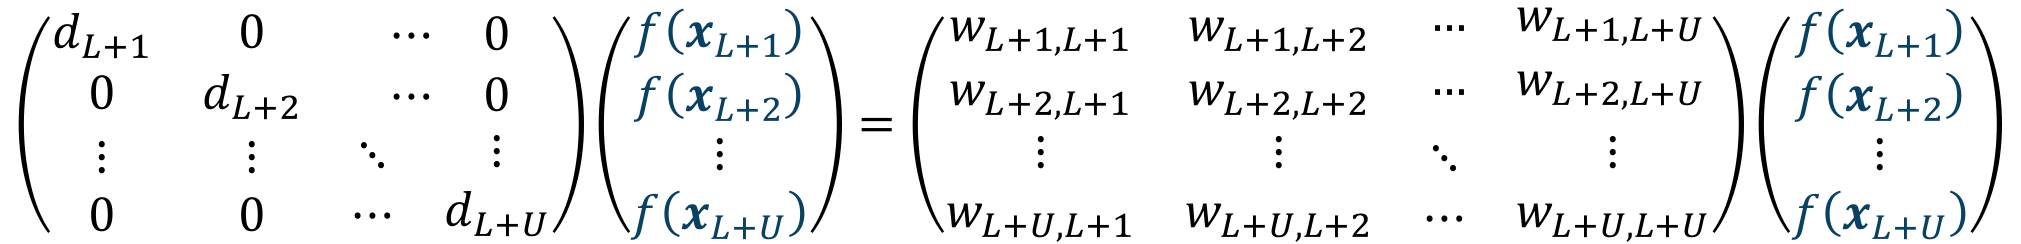 d_{L+1} 0 ⋯ 0 f(x_{L+1}) w_{L+1,L+1} w_{L+1,L+2} ⋯ w_{L+1,L+U} f(x_{L+1})
0 d_{L+2} ⋯ 0 f(x_{L+2}) = w_{L+2,L+1} w_{L+2,L+2} ⋯ w_{L+2,L+U} f(x_{L+2})
⋮ ⋮ ⋱ ⋮ ⋮ ⋮ ⋮ ⋱ ⋮ ⋮
0 0 ⋯ d_{L+U} f(x_{L+U}) w_{L+U,L+1} w_{L+U,L+2} ⋯ w_{L+U,L+U} f(x_{L+U})